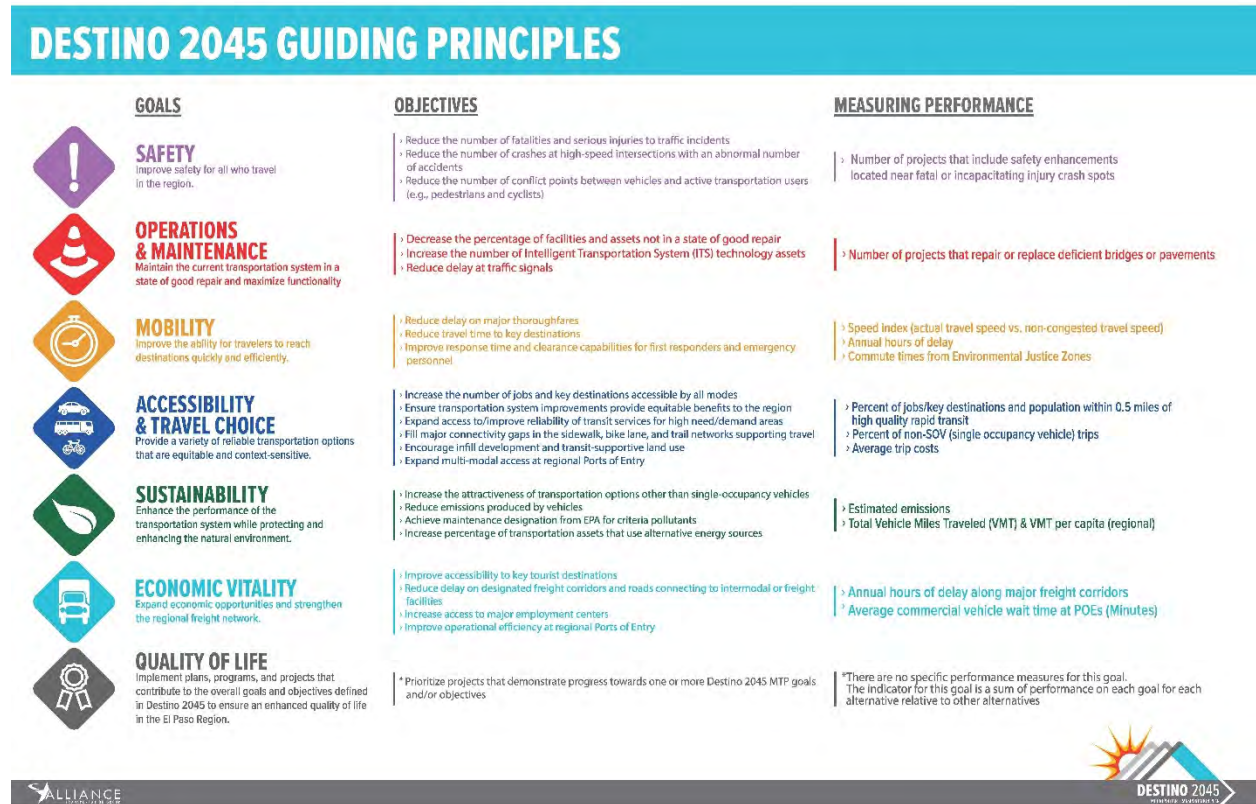 DESTINO 2045 GUIDING PRINCIPLES
GOALS
OBJECTIVES
MEASURING PERFORMANCE
SAFETY
Improve safety for all who travel
in the region.
› Reduce the number of fatalities and serious injuries to traffic incidents
› Reduce the number of crashes at high-speed intersections with an abnormal number
of accidents
› Reduce the number of conflict points between vehicles and active transportation users
(e.g., pedestrians and cyclists)
› Number of projects that include safety enhancements
located near fatal or incapacitating injury crash spots
OPERATIONS
& MAINTENANCE
Maintain the current transportation system in a
state of good repair and maximize functionality
› Decrease the percentage of facilities and assets not in a state of good repair
› Increase the number of Intelligent Transportation System (ITS) technology assets
› Reduce delay at traffic signals
› Number of projects that repair or replace deficient bridges or pavements
MOBILITY
Improve the ability for travelers to reach
destinations quickly and efficiently.
› Reduce delay on major thoroughfares
› Reduce travel time to key destinations
› Improve response time and clearance capabilities for first responders and emergency
personnel
› Speed index (actual travel speed vs. non-congested travel speed)
› Annual hours of delay
› Commute times from Environmental Justice Zones
ACCESSIBILITY
& TRAVEL CHOICE
Provide a variety of reliable transportation options
that are equitable and context-sensitive.
› Increase the number of jobs and key destinations accessible by all modes
› Ensure transportation system improvements provide equitable benefits to the region
› Expand access to/improve reliability of transit services for high need/demand areas
› Fill major connectivity gaps in the sidewalk, bike lane, and trail networks supporting travel
› Encourage infill development and transit-supportive land use
› Expand multi-modal access at regional Ports of Entry
› Percent of jobs/key destinations and population within 0.5 miles of
high quality rapid transit
› Percent of non-SOV (single occupancy vehicle) trips
› Average trip costs
SUSTAINABILITY
Enhance the performance of the
transportation system while protecting and
enhancing the natural environment.
› Increase the attractiveness of transportation options other than single-occupancy vehicles
› Reduce emissions produced by vehicles
› Achieve maintenance designation from EPA for criteria pollutants
› Increase percentage of transportation assets that use alternative energy sources
› Estimated emissions
› Total Vehicle Miles Traveled (VMT) & VMT per capita (regional)
ECONOMIC VITALITY
Expand economic opportunities and strengthen
the regional freight network.
› Improve accessibility to key tourist destinations
› Reduce delay on designated freight corridors and roads connecting to intermodal or freight
facilities
› Increase access to major employment centers
› Improve operational efficiency at regional Ports of Entry
› Annual hours of delay along major freight corridors
› Average commercial vehicle wait time at POEs (Minutes)
QUALITY OF LIFE
Implement plans, programs, and projects that
contribute to the overall goals and objectives defined
in Destino 2045 to ensure an enhanced quality of life
in the El Paso Region.
* Prioritize projects that demonstrate progress towards one or more Destino 2045 MTP goals
and/or objectives
*There are no specific performance measures for this goal.
The indicator for this goal is a sum of performance on each goal for each
alternative relative to other alternatives
ALLIANCE
DESTINO 2045